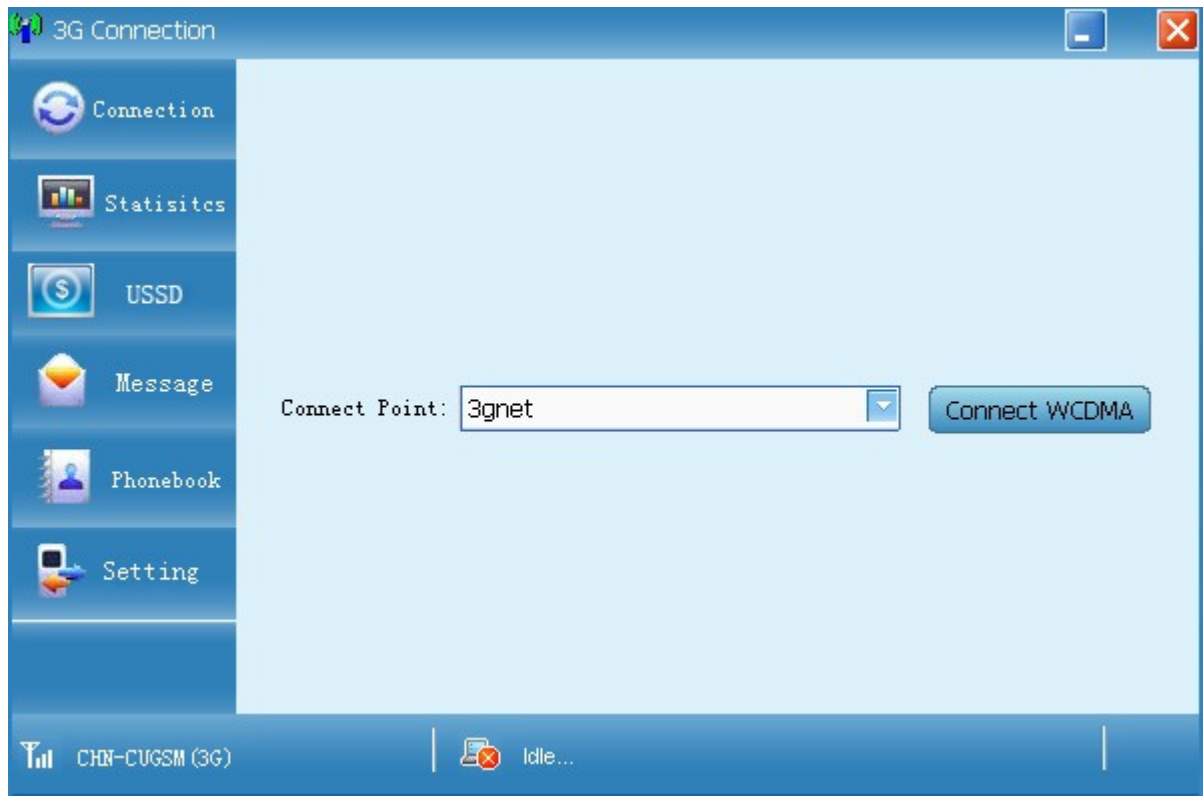 3G Connection
Connection
Statisitcs
USSD
Message
Connect Point: 3gnet Connect WCDMA
Phonebook
Setting
CHN-CUGSM(3G) Idle...